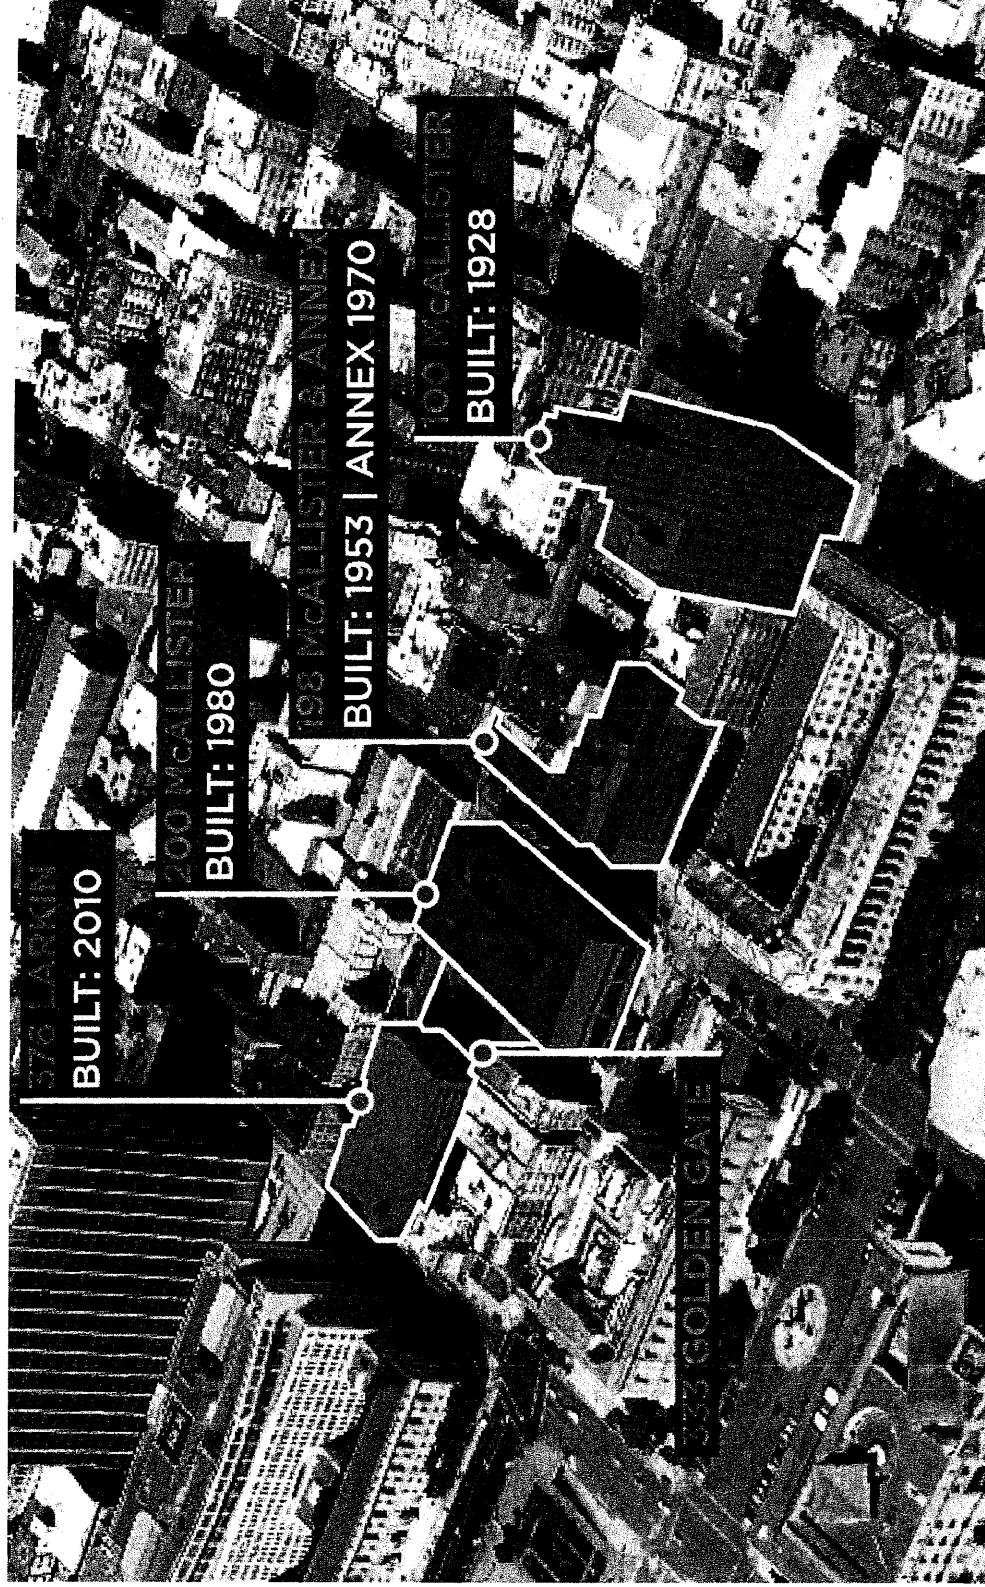 376 LARKIN
BUILT: 2010
200 McALLISTER
BUILT: 1980
198 McALLISTER & ANNEX
BUILT: 1953 | ANNEX 1970
100 McALLISTER
BUILT: 1928
333 GOLDEN GATE